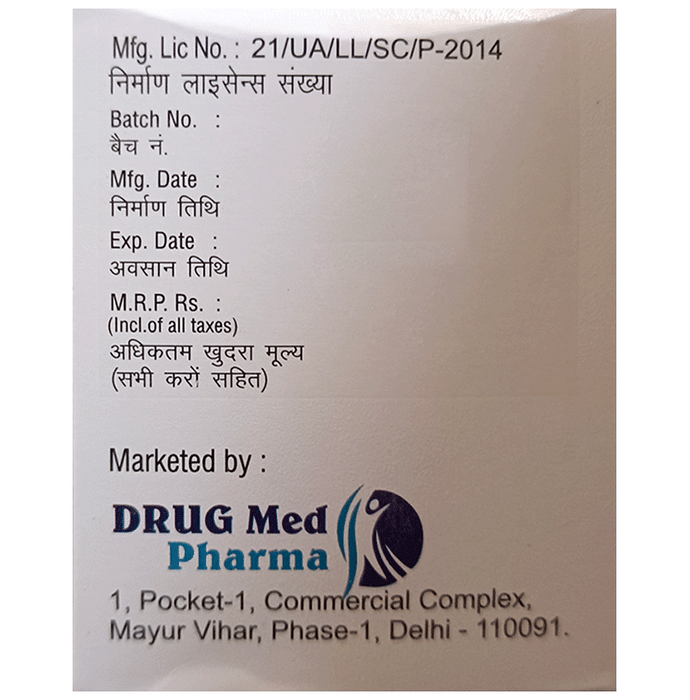 Mfg. Lic No. : 21/UA/LL/SC/P-2014
निर्माण लाइसेन्स संख्या
Batch No. :
बैच नं.
Mfg. Date :
निर्माण तिथि
Exp. Date :
अवसान तिथि
M.R.P. Rs. :
(Incl.of all taxes)
अधिकतम खुदरा मूल्य
(सभी करों सहित)
Marketed by :
DRUG Med
Pharma
1, Pocket-1, Commercial Complex,
Mayur Vihar, Phase-1, Delhi - 110091.